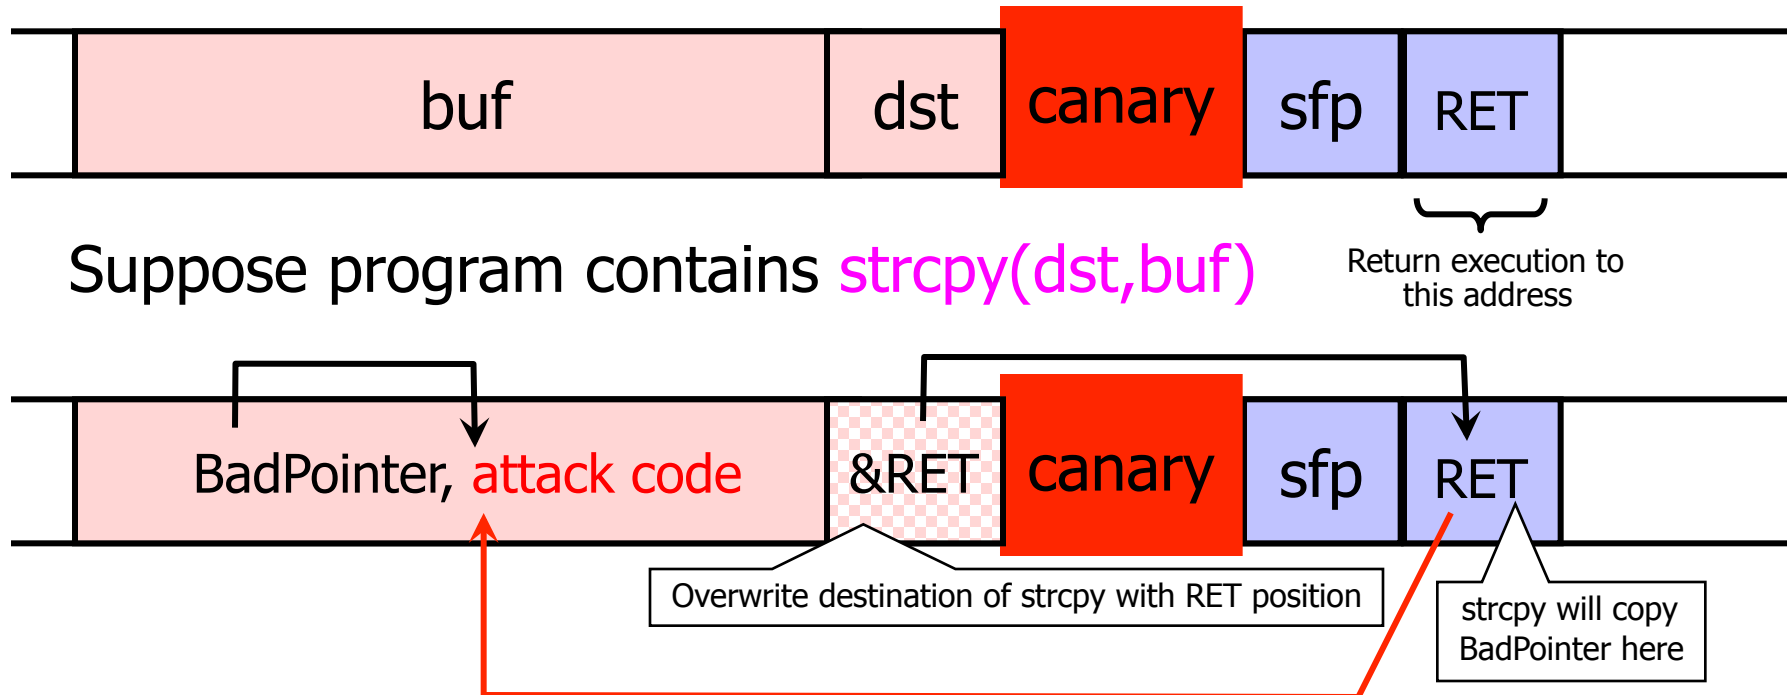 buf dst canary sfp RET
Suppose program contains strcpy(dst,buf)
Return execution to
this address
BadPointer, attack code &RET canary sfp RET
Overwrite destination of strcpy with RET position
strcpy will copy
BadPointer here